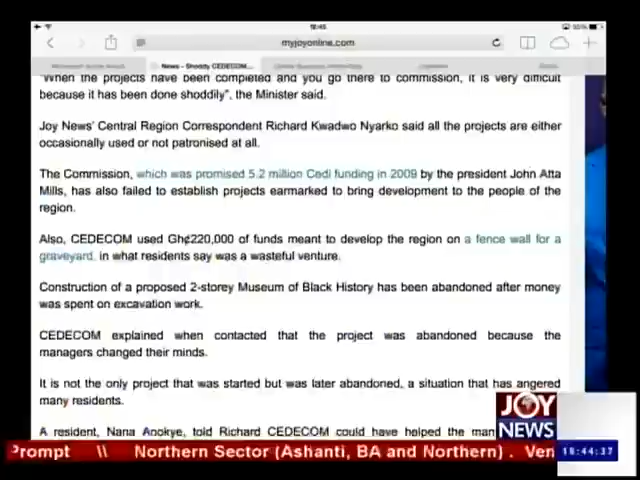 18:45
35%
myjoyonline.com
News - Shoddy CEDECOM...
"When the projects have been completed and you go there to commission, it is very difficult
because it has been done shoddily", the Minister said.
Joy News' Central Region Correspondent Richard Kwadwo Nyarko said all the projects are either
occasionally used or not patronised at all.
The Commission, which was promised 5.2 million Cedi funding in 2009 by the president John Atta
Mills, has also failed to establish projects earmarked to bring development to the people of the
region.
Also, CEDECOM used Gh¢220,000 of funds meant to develop the region on a fence wall for a
graveyard, in what residents say was a wasteful venture.
Construction of a proposed 2-storey Museum of Black History has been abandoned after money
was spent on excavation work.
CEDECOM explained when contacted that the project was abandoned because the
managers changed their minds.
It is not the only project that was started but was later abandoned, a situation that has angered
many residents.
A resident, Nana Anokye, told Richard CEDECOM could have helped the man
JOY
NEWS
Prompt \\ Northern Sector (Ashanti, BA and Northern) . Ven
18:44:37